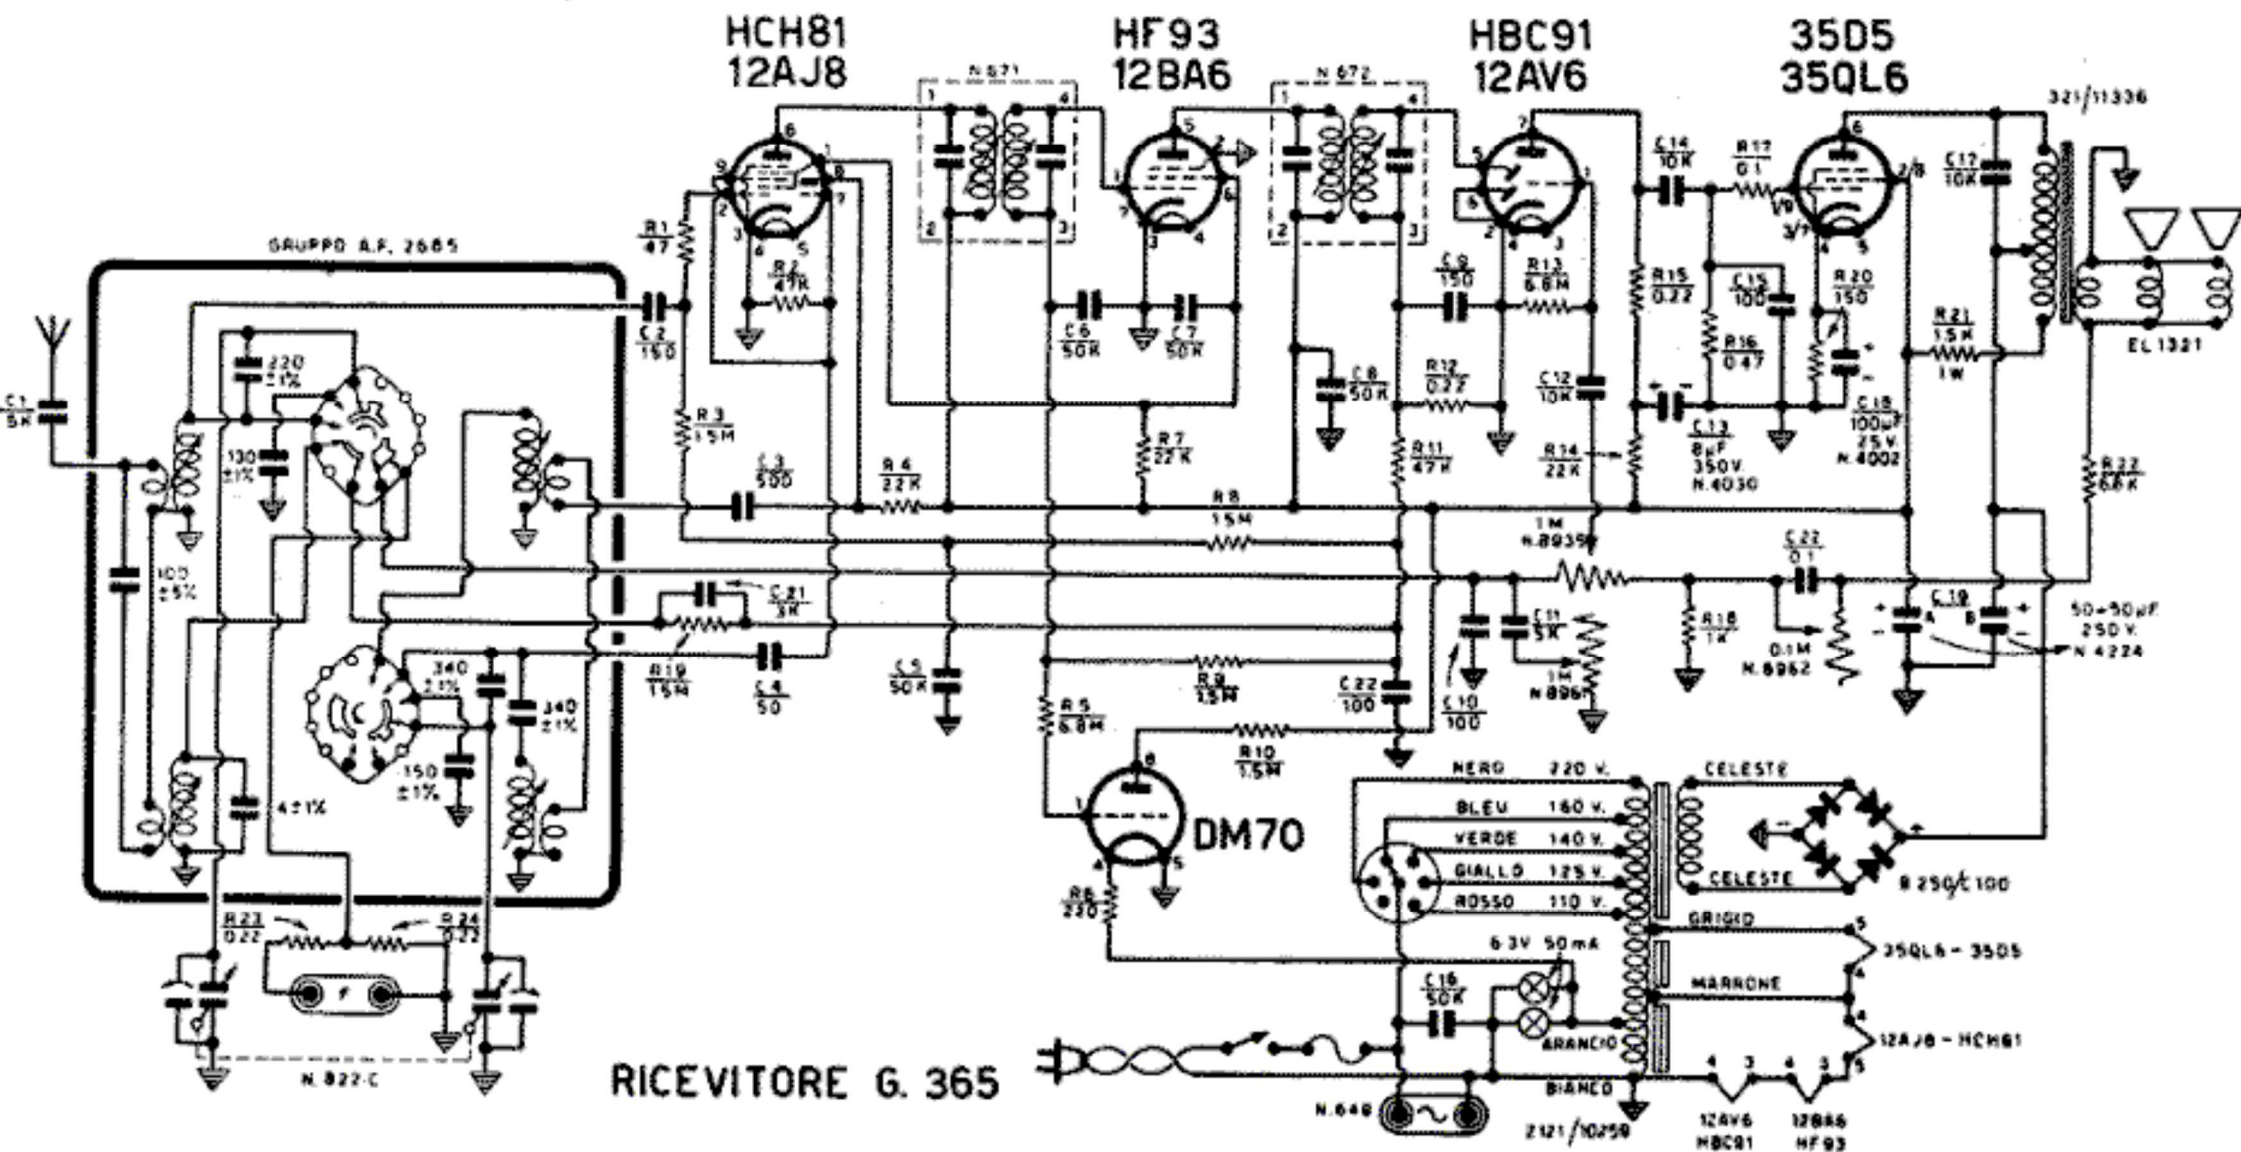 HCH81
12AJ8
HF93
12BA6
HBC91
12AV6
35D5
35QL6
N 671
N 672
321/11336
GRUPPO A.F. 2685
C1
5K
100
±5%
220
±1%
130
±1%
340
±1%
340
±1%
150
±1%
4±1%
R1
47
R2
47K
C2
150
R3
1.5M
C3
500
R4
22K
C6
50K
C7
50K
R7
22K
R8
1.5M
C8
50K
C9
150
R13
6.8M
R12
0.22
R11
47K
C12
10K
R14
22K
R15
0.22
C14
10K
R17
0.1
C15
100
R16
0.47
C13
8µF
350V.
N.4030
R20
150
100µF
25V.
N.4002
C17
10K
R21
1.5K
1W
EL1321
R22
6.8K
C21
3K
R19
1.5M
C4
50
C5
50K
R5
6.8M
R9
1.5M
R10
1.5M
C22
100
C10
100
C11
5K
1M
1M
R18
1K
C22
0.1
0.1M
N.8962
C19
A
B
50+50µF.
250V.
N 4224
DM70
R6
220
NERO 220 V.
BLEU 160 V.
VERDE 140 V.
GIALLO 125 V.
ROSSO 110 V.
CELESTE
CELESTE
B 250/C 100
GRIGIO
35QL6 - 35D5
MARRONE
12AJ8 - HCH81
6.3V 50mA
C16
50K
ARANCIO
BIANCO
N.648
2121/10259
12AV6
HBC91
12BA6
HF93
R23
0.22
R24
0.22
F
N. 822-C
RICEVITORE G. 365